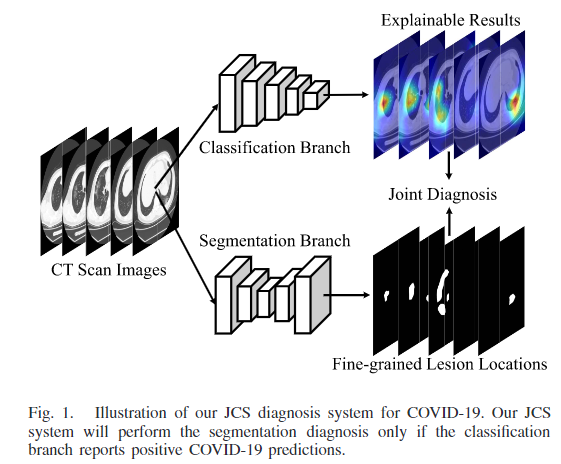 Explainable Results
Classification Branch
Joint Diagnosis
Segmentation Branch
CT Scan Images
Fine-grained Lesion Locations
Fig. 1. Illustration of our JCS diagnosis system for COVID-19. Our JCS
system will perform the segmentation diagnosis only if the classification
branch reports positive COVID-19 predictions.